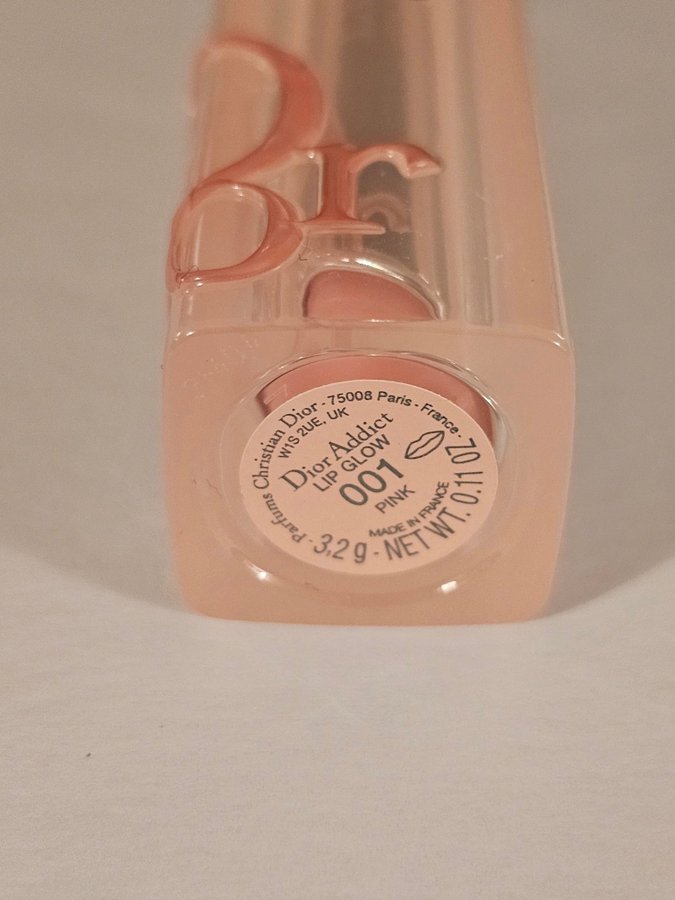 Dior
Parfums Christian Dior - 75008 Paris - France -
W1S 2UE, UK
Dior Addict
LIP GLOW
001
PINK
MADE IN FRANCE
3,2 g - NET WT. 0.11 OZ